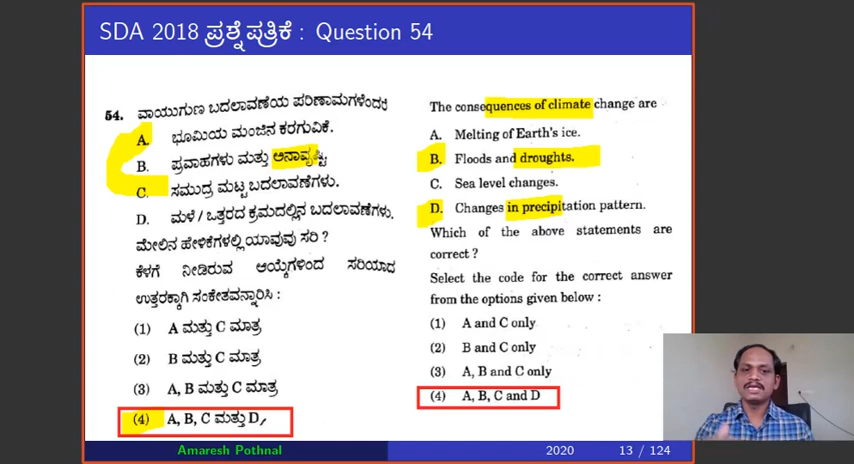 SDA 2018 ಪ್ರಶ್ನೆಪತ್ರಿಕೆ : Question 54
54. ವಾಯುಗುಣ ಬದಲಾವಣೆಯ ಪರಿಣಾಮಗಳೆಂದರೆ
A. ಭೂಮಿಯ ಮಂಜಿನ ಕರಗುವಿಕೆ.
B. ಪ್ರವಾಹಗಳು ಮತ್ತು ಅನಾವೃಷ್ಟಿ.
C. ಸಮುದ್ರ ಮಟ್ಟ ಬದಲಾವಣೆಗಳು.
D. ಮಳೆ / ಒತ್ತರದ ಕ್ರಮದಲ್ಲಿನ ಬದಲಾವಣೆಗಳು.
ಮೇಲಿನ ಹೇಳಿಕೆಗಳಲ್ಲಿ ಯಾವುವು ಸರಿ ?
ಕೆಳಗೆ ನೀಡಿರುವ ಆಯ್ಕೆಗಳಿಂದ ಸರಿಯಾದ
ಉತ್ತರಕ್ಕಾಗಿ ಸಂಕೇತವನ್ನಾರಿಸಿ :
(1) A ಮತ್ತು C ಮಾತ್ರ
(2) B ಮತ್ತು C ಮಾತ್ರ
(3) A, B ಮತ್ತು C ಮಾತ್ರ
(4) A, B, C ಮತ್ತು D
The consequences of climate change are
A. Melting of Earth's ice.
B. Floods and droughts.
C. Sea level changes.
D. Changes in precipitation pattern.
Which of the above statements are
correct ?
Select the code for the correct answer
from the options given below :
(1) A and C only
(2) B and C only
(3) A, B and C only
(4) A, B, C and D
Amaresh Pothnal 2020 13 / 124